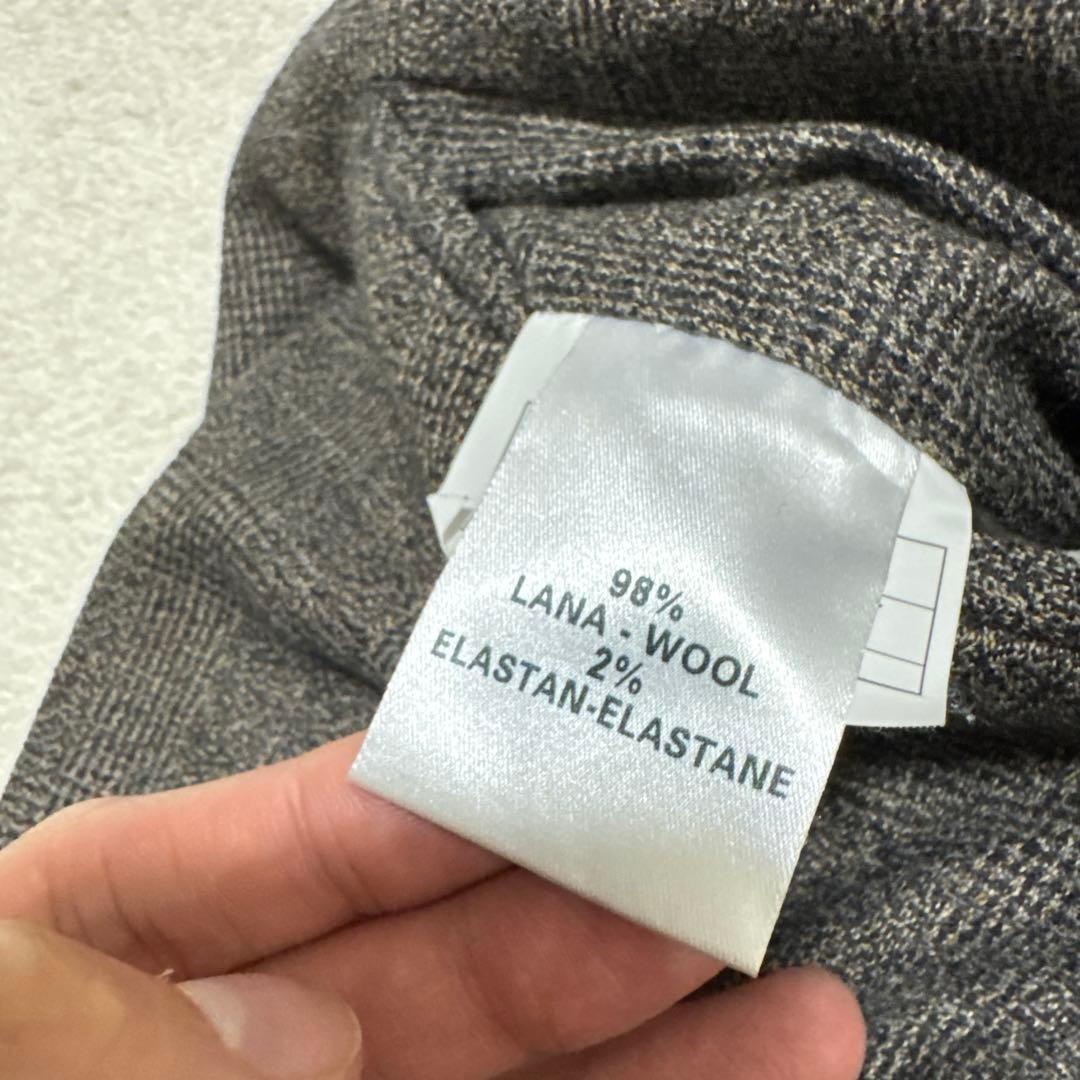 98%
LANA - WOOL
2%
ELASTAN-ELASTANE